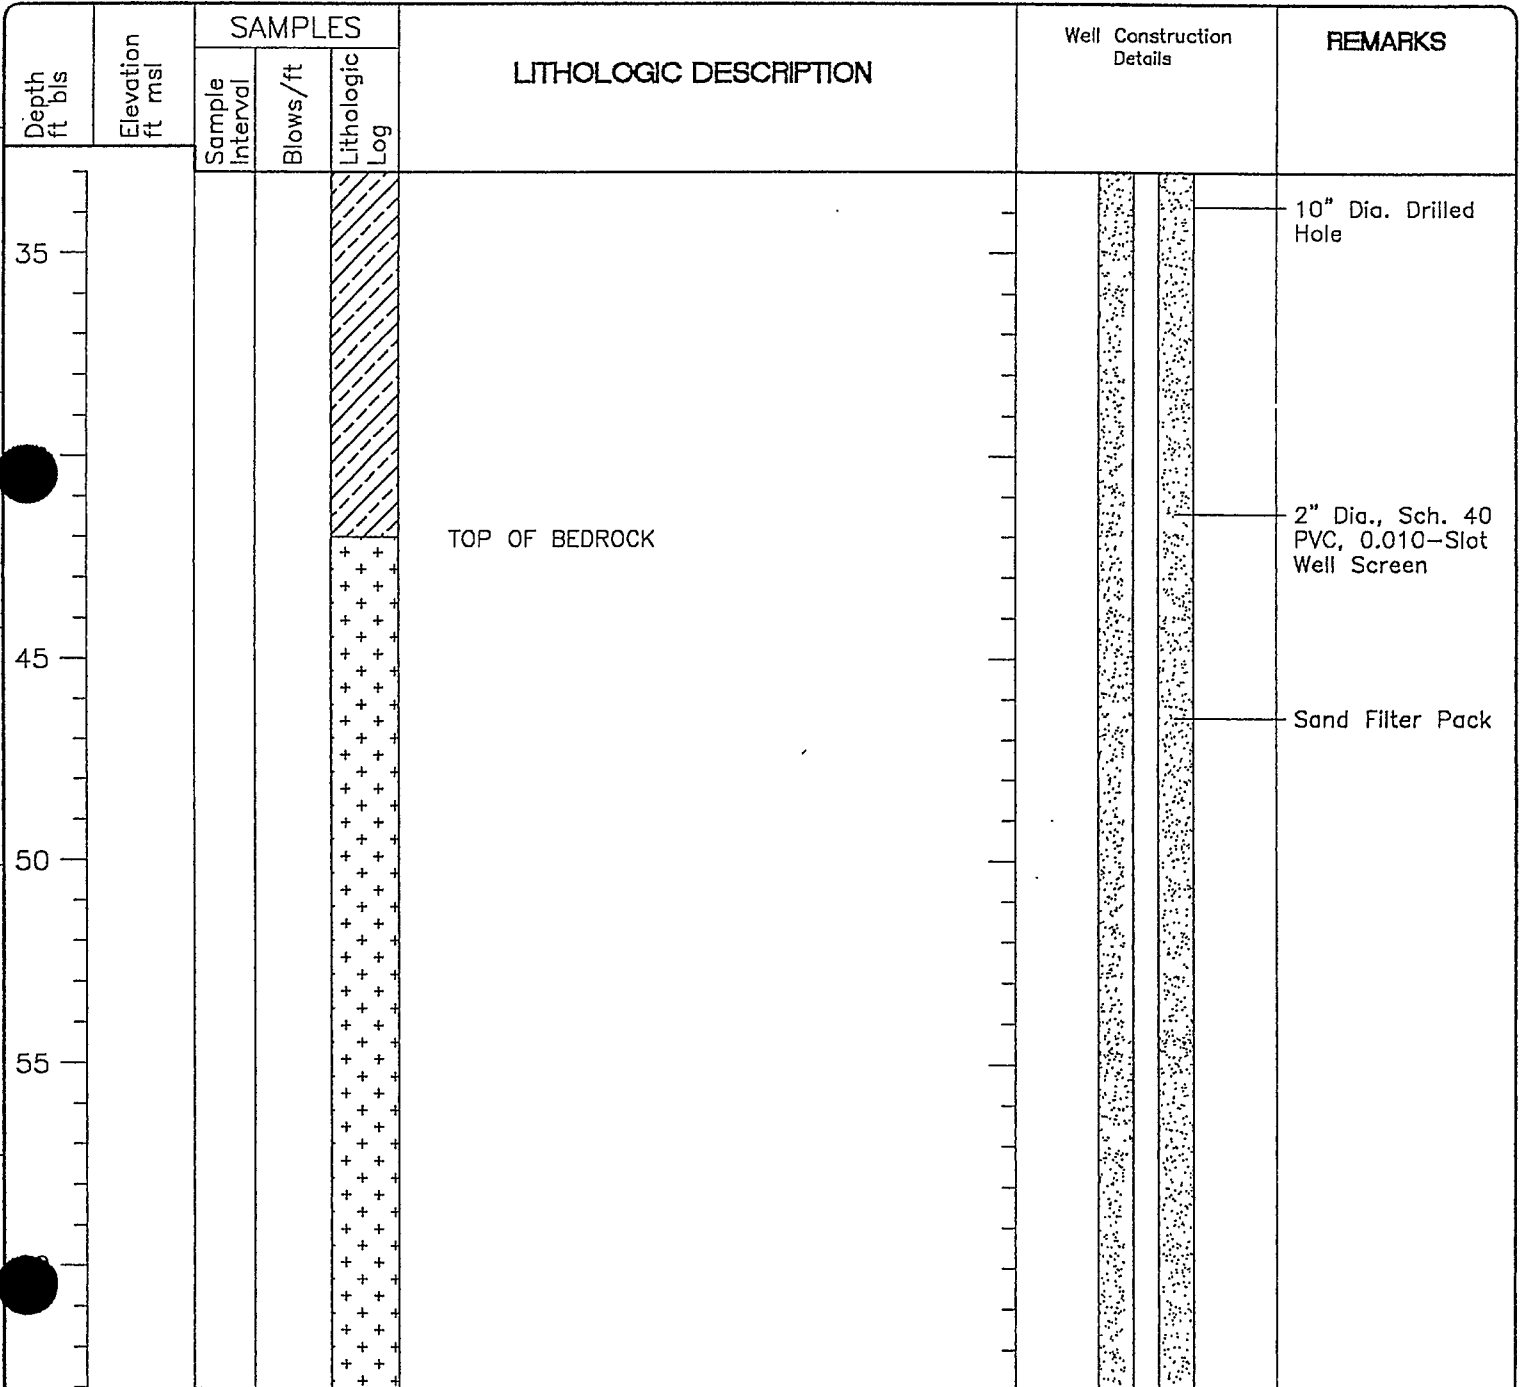 SAMPLES
Depth
ft bls
Elevation
ft msl
Sample
Interval
Blows/ft
Lithologic
Log
LITHOLOGIC DESCRIPTION
Well Construction
Details
REMARKS
10" Dia. Drilled
Hole
35
2" Dia., Sch. 40
PVC, 0.010-Slot
Well Screen
TOP OF BEDROCK
45
Sand Filter Pack
50
55